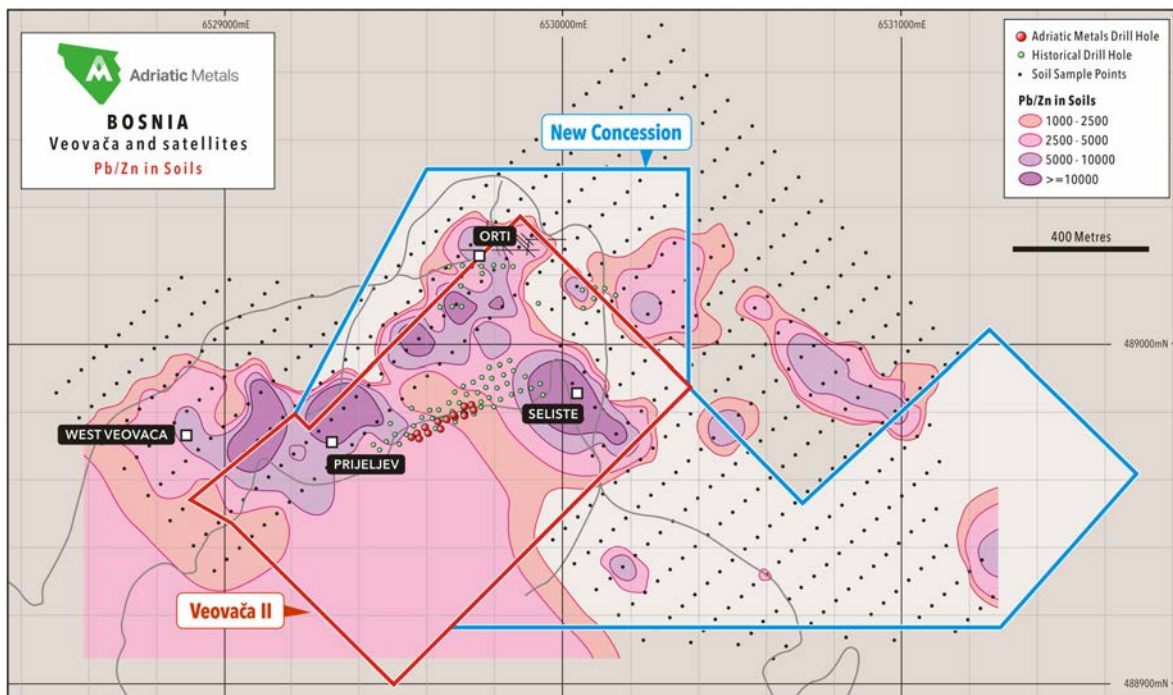 6529000mE
6530000mE
6531000mE
Adriatic Metals
BOSNIA
Veovača and satellites
Pb/Zn in Soils
Adriatic Metals Drill Hole
Historical Drill Hole
Soil Sample Points
Pb/Zn in Soils
1000 - 2500
2500 - 5000
5000 - 10000
>=10000
New Concession
400 Metres
ORTI
489000mN
SELISTE
WEST VEOVACA
PRIJELJEV
Veovača II
488900mN